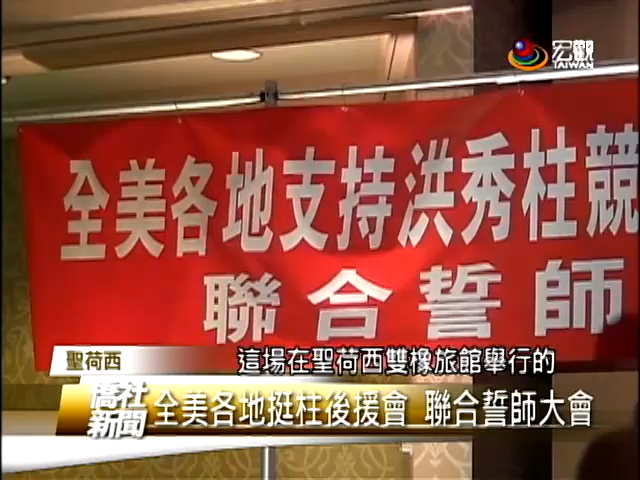 宏觀
TAIWAN
全美各地支持洪秀柱競
聯合誓師
聖荷西
這場在聖荷西雙橡旅館舉行的
僑社
新聞
全美各地挺柱後援會 聯合誓師大會